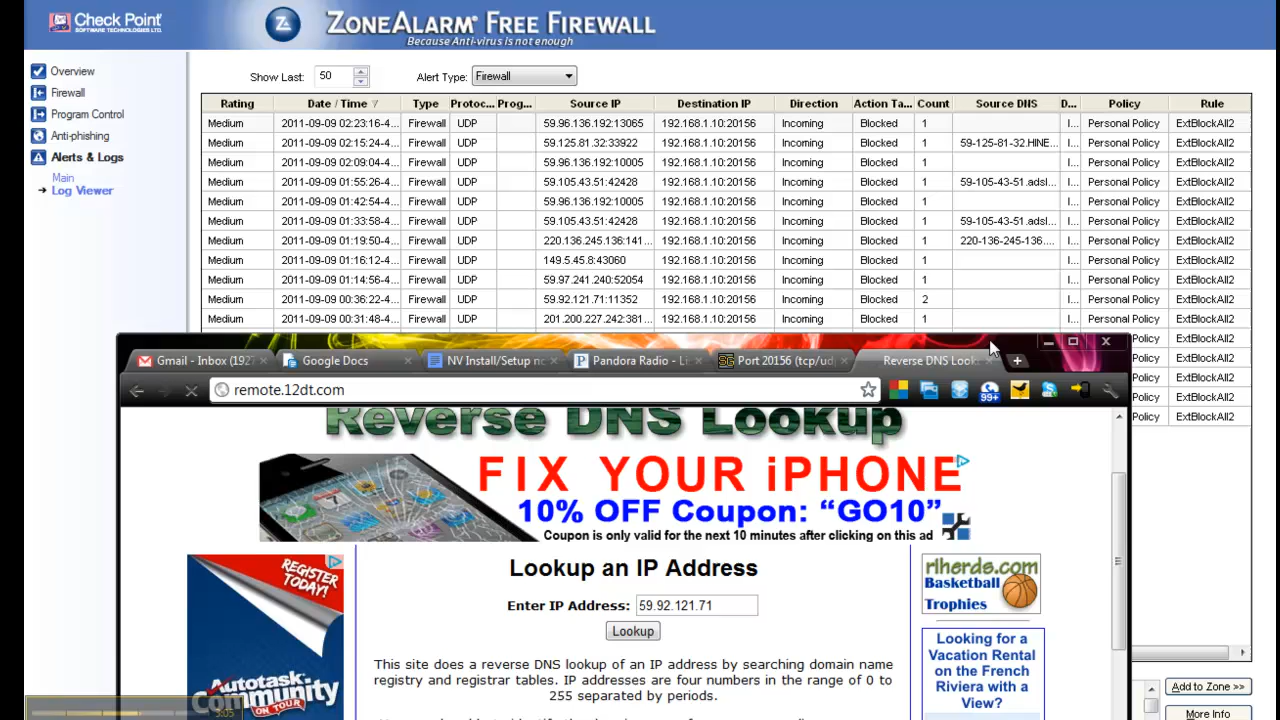 Check Point
SOFTWARE TECHNOLOGIES LTD.
ZONEALARM® FREE FIREWALL
Because Anti-virus is not enough
Overview
Firewall
Program Control
Anti-phishing
Alerts & Logs
Main
Log Viewer
Show Last: 50 Alert Type: Firewall
Rating Date / Time Type Protoc... Prog... Source IP Destination IP Direction Action Ta... Count Source DNS D... Policy Rule
Medium 2011-09-09 02:23:16-4... Firewall UDP 59.96.136.192:13065 192.168.1.10:20156 Incoming Blocked 1 I... Personal Policy ExtBlockAll2
Medium 2011-09-09 02:15:24-4... Firewall UDP 59.125.81.32:33922 192.168.1.10:20156 Incoming Blocked 1 59-125-81-32.HINE... I... Personal Policy ExtBlockAll2
Medium 2011-09-09 02:09:04-4... Firewall UDP 59.96.136.192:10005 192.168.1.10:20156 Incoming Blocked 1 I... Personal Policy ExtBlockAll2
Medium 2011-09-09 01:55:26-4... Firewall UDP 59.105.43.51:42428 192.168.1.10:20156 Incoming Blocked 1 59-105-43-51.adsl... I... Personal Policy ExtBlockAll2
Medium 2011-09-09 01:42:54-4... Firewall UDP 59.96.136.192:10005 192.168.1.10:20156 Incoming Blocked 1 I... Personal Policy ExtBlockAll2
Medium 2011-09-09 01:33:58-4... Firewall UDP 59.105.43.51:42428 192.168.1.10:20156 Incoming Blocked 1 59-105-43-51.adsl... I... Personal Policy ExtBlockAll2
Medium 2011-09-09 01:19:50-4... Firewall UDP 220.136.245.136:141... 192.168.1.10:20156 Incoming Blocked 1 220-136-245-136.... I... Personal Policy ExtBlockAll2
Medium 2011-09-09 01:16:12-4... Firewall UDP 149.5.45.8:43060 192.168.1.10:20156 Incoming Blocked 1 I... Personal Policy ExtBlockAll2
Medium 2011-09-09 01:14:56-4... Firewall UDP 59.97.241.240:52054 192.168.1.10:20156 Incoming Blocked 1 I... Personal Policy ExtBlockAll2
Medium 2011-09-09 00:36:22-4... Firewall UDP 59.92.121.71:11352 192.168.1.10:20156 Incoming Blocked 2 I... Personal Policy ExtBlockAll2
Medium 2011-09-09 00:31:48-4... Firewall UDP 201.200.227.242:381... 192.168.1.10:20156 Incoming Blocked 1 I... Personal Policy ExtBlockAll2
Policy ExtBlockAll2
Policy ExtBlockAll2
Policy ExtBlockAll2
Policy ExtBlockAll2
Policy ExtBlockAll2
Gmail - Inbox (192 Google Docs NV Install/Setup no Pandora Radio - Li Port 20156 (tcp/ud Reverse DNS Look
remote.12dt.com
99+
Reverse DNS Lookup
FIX YOUR iPHONE
10% OFF Coupon: “GO10”
Coupon is only valid for the next 10 minutes after clicking on this ad
REGISTER
TODAY!
Autotask
Community
ON TOUR
3:05
Lookup an IP Address
Enter IP Address: 59.92.121.71
Lookup
This site does a reverse DNS lookup of an IP address by searching domain name
registry and registrar tables. IP addresses are four numbers in the range of 0 to
255 separated by periods.
riherds.com
Basketball
Trophies
Looking for a
Vacation Rental
on the French
Riviera with a
View?
Add to Zone >>
More Info